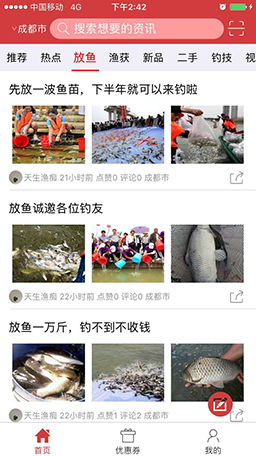 中国移动 4G 下午2:42
成都市 搜索想要的资讯
推荐 热点 放鱼 渔获 新品 二手 钓技
先放一波鱼苗，下半年就可以来钓啦
天生渔痴 21小时前 点赞0 评论0 成都市
放鱼诚邀各位钓友
天生渔痴 22小时前 点赞0 评论0 成都市
放鱼一万斤，钓不到不收钱
天生渔痴 22小时前 点赞1 评论2 成都市
首页 优惠券 我的